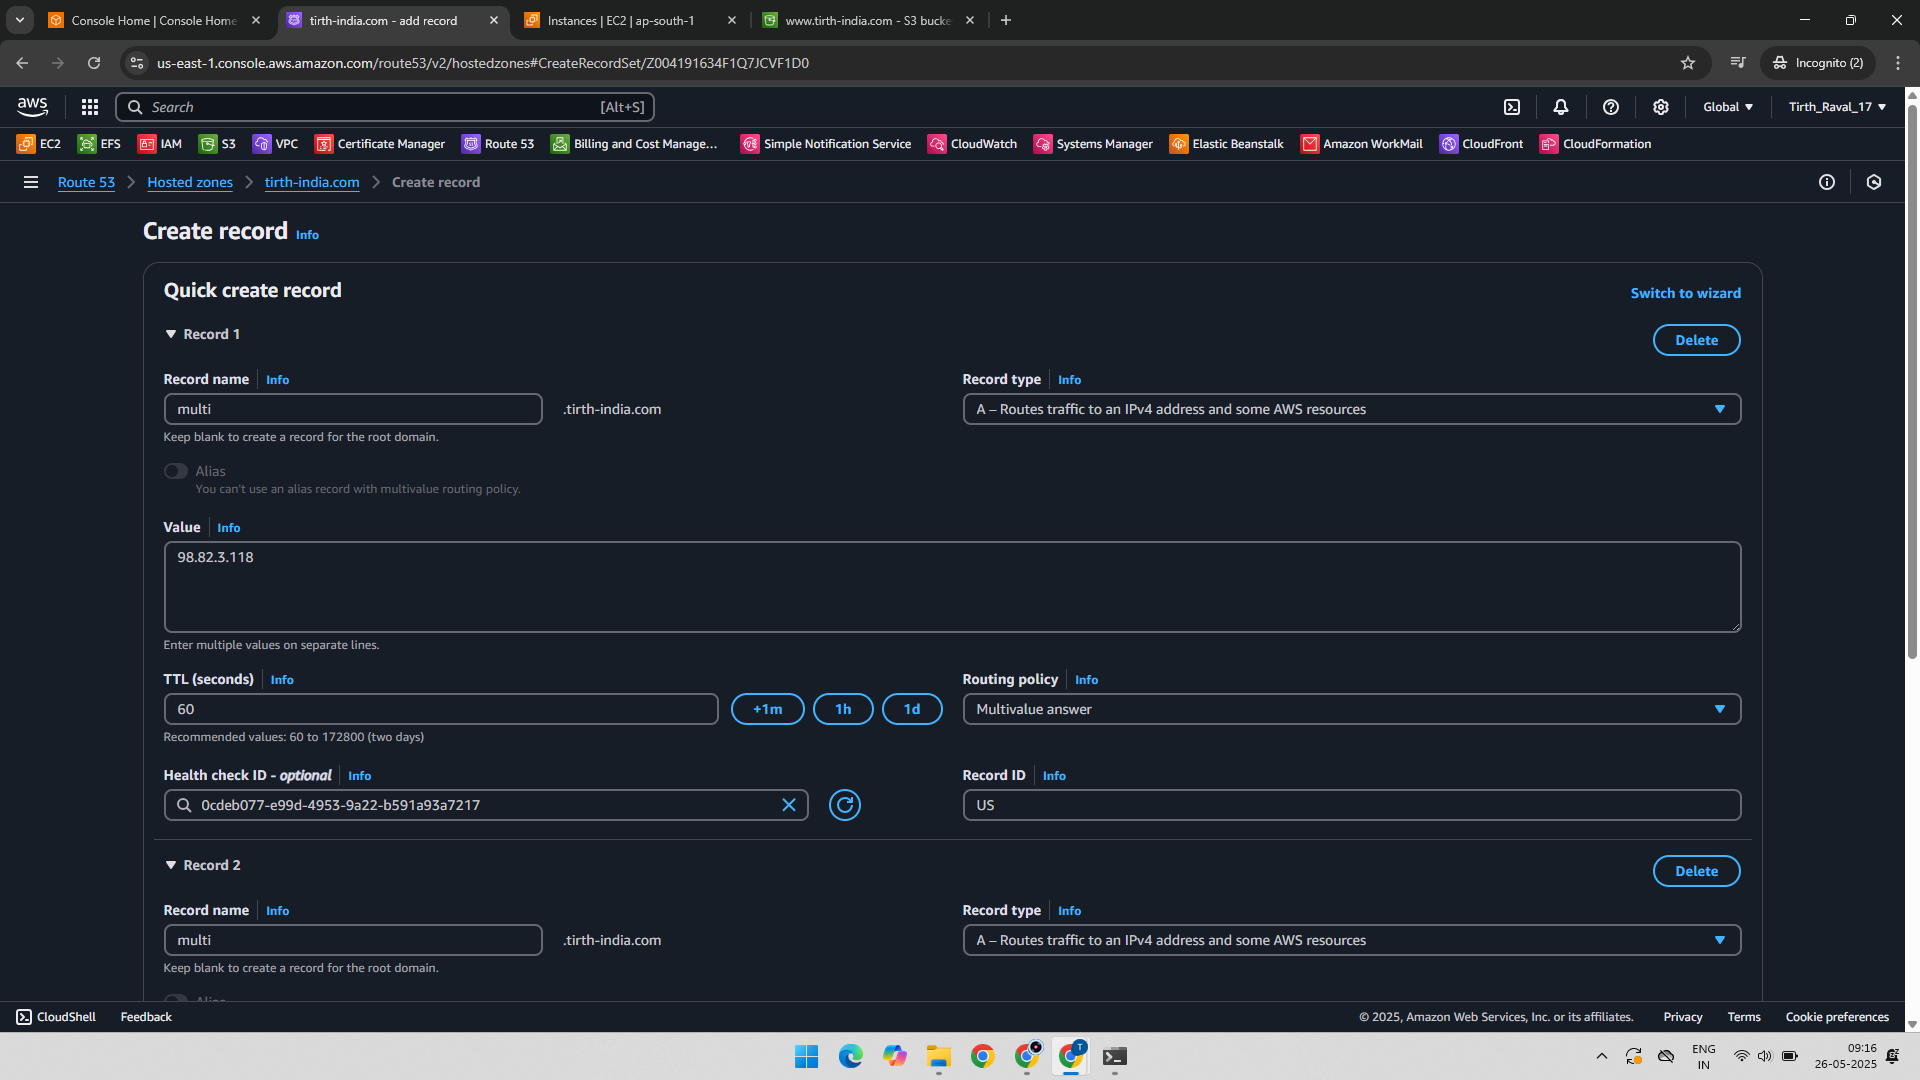 Console Home | Console Home
tirth-india.com - add record
Instances | EC2 | ap-south-1
www.tirth-india.com - S3 bucke
us-east-1.console.aws.amazon.com/route53/v2/hostedzones#CreateRecordSet/Z004191634F1Q7JCVF1D0
Incognito (2)
aws
Search
[Alt+S]
Global
Tirth_Raval_17
EC2
EFS
IAM
S3
VPC
Certificate Manager
Route 53
Billing and Cost Manage...
Simple Notification Service
CloudWatch
Systems Manager
Elastic Beanstalk
Amazon WorkMail
CloudFront
CloudFormation
Route 53
Hosted zones
tirth-india.com
Create record
Create record
Info
Quick create record
Switch to wizard
Record 1
Delete
Record name
Info
Record type
Info
multi
.tirth-india.com
A – Routes traffic to an IPv4 address and some AWS resources
Keep blank to create a record for the root domain.
Alias
You can't use an alias record with multivalue routing policy.
Value
Info
98.82.3.118
Enter multiple values on separate lines.
TTL (seconds)
Info
Routing policy
Info
60
+1m
1h
1d
Multivalue answer
Recommended values: 60 to 172800 (two days)
Health check ID - optional
Info
Record ID
Info
0cdeb077-e99d-4953-9a22-b591a93a7217
US
Record 2
Delete
Record name
Info
Record type
Info
multi
.tirth-india.com
A – Routes traffic to an IPv4 address and some AWS resources
Keep blank to create a record for the root domain.
Alias
CloudShell
Feedback
© 2025, Amazon Web Services, Inc. or its affiliates.
Privacy
Terms
Cookie preferences
T
ENG
IN
09:16
26-05-2025